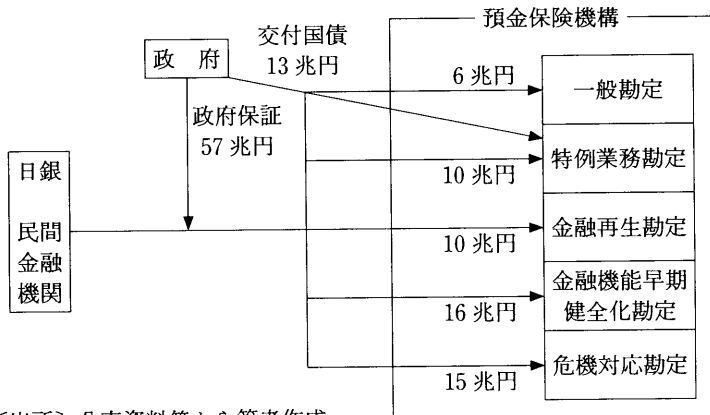 預金保険機構
交付国債
13兆円
政 府
6兆円
一般勘定
政府保証
57兆円
特例業務勘定
10兆円
日銀
民間
金融
機関
金融再生勘定
10兆円
金融機能早期
健全化勘定
16兆円
危機対応勘定
15兆円